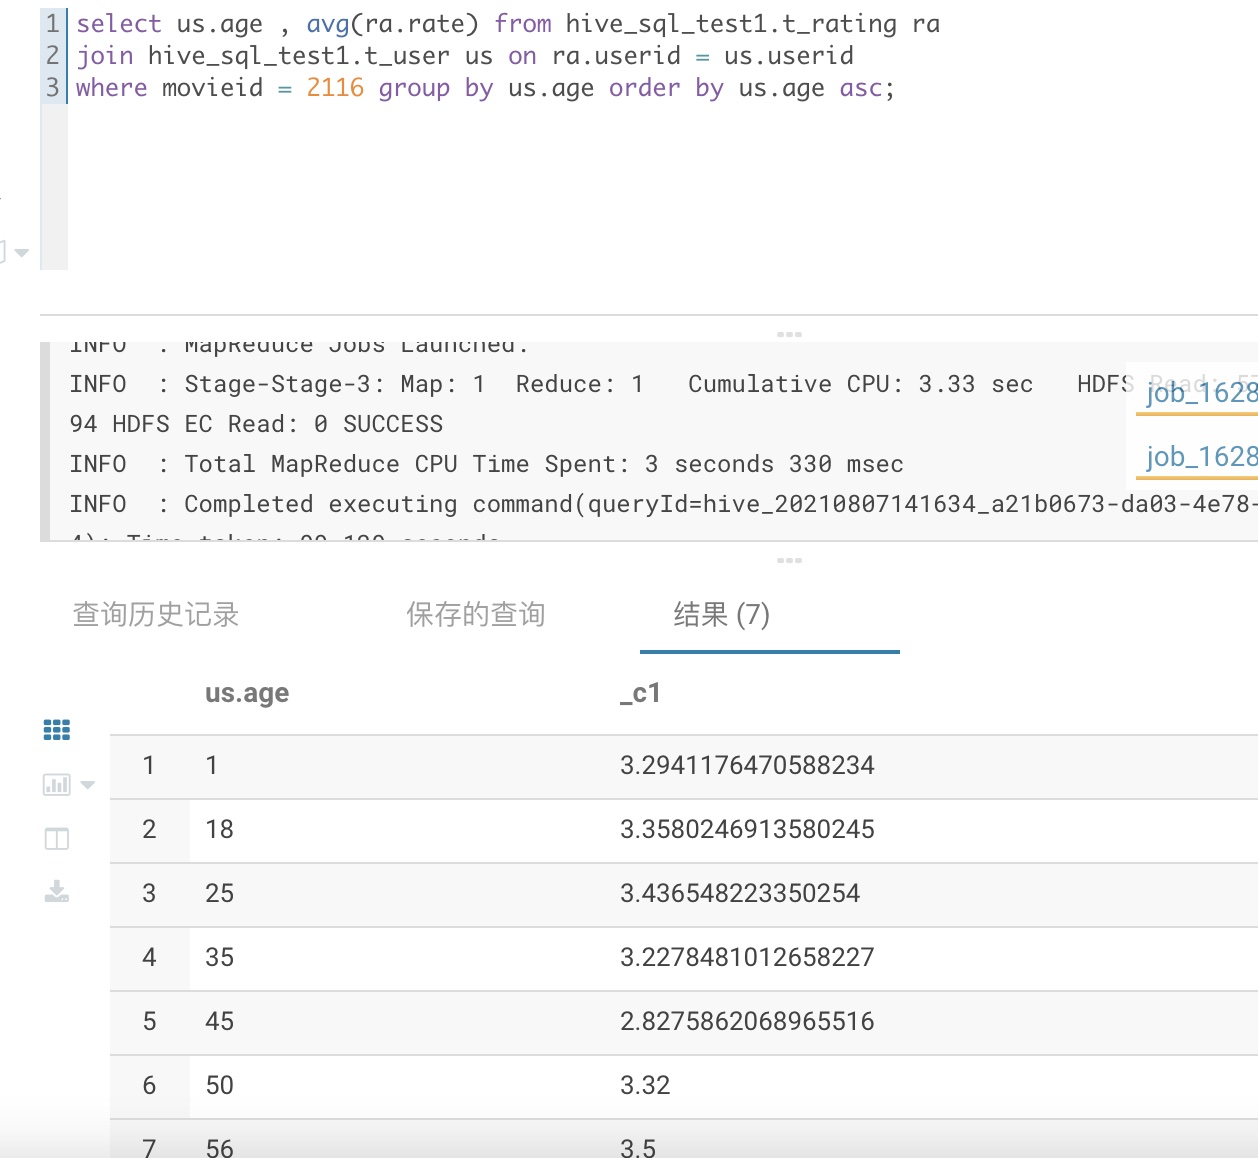 1 select us.age , avg(ra.rate) from hive_sql_test1.t_rating ra
2 join hive_sql_test1.t_user us on ra.userid = us.userid
3 where movieid = 2116 group by us.age order by us.age asc;
INFO : MapReduce Jobs Launched:
INFO : Stage-Stage-3: Map: 1 Reduce: 1 Cumulative CPU: 3.33 sec HDFS Read: 57
job_1628
94 HDFS EC Read: 0 SUCCESS
INFO : Total MapReduce CPU Time Spent: 3 seconds 330 msec
job_1628
INFO : Completed executing command(queryId=hive_20210807141634_a21b0673-da03-4e78-
4); Time taken: seconds
查询历史记录 保存的查询 结果 (7)
us.age _c1
1 1 3.2941176470588234
2 18 3.3580246913580245
3 25 3.436548223350254
4 35 3.2278481012658227
5 45 2.8275862068965516
6 50 3.32
7 56 3.5